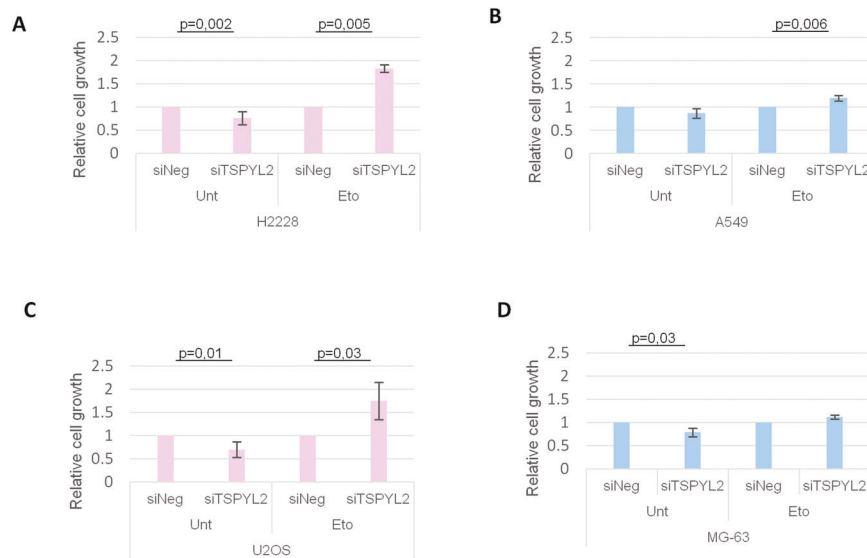 A
p=0,002
p=0,005
Relative cell growth
2.5
2
1
0.5
0
siNeg siTSPYL2 siNeg siTSPYL2
Unt Eto
H2228
B
p=0,006
Relative cell growth
2.5
2
1.5
1
0.5
0
siNeg siTSPYL2 siNeg siTSPYL2
Unt Eto
A549
C
p=0,01
p=0,03
Relative cell growth
2.5
2
1.5
1
0.5
0
siNeg siTSPYL2 siNeg siTSPYL2
Unt Eto
U2OS
D
p=0,03
Relative cell growth
2.5
2
1.5
1
0.5
0
siNeg siTSPYL2 siNeg siTSPYL2
Unt Eto
MG-63